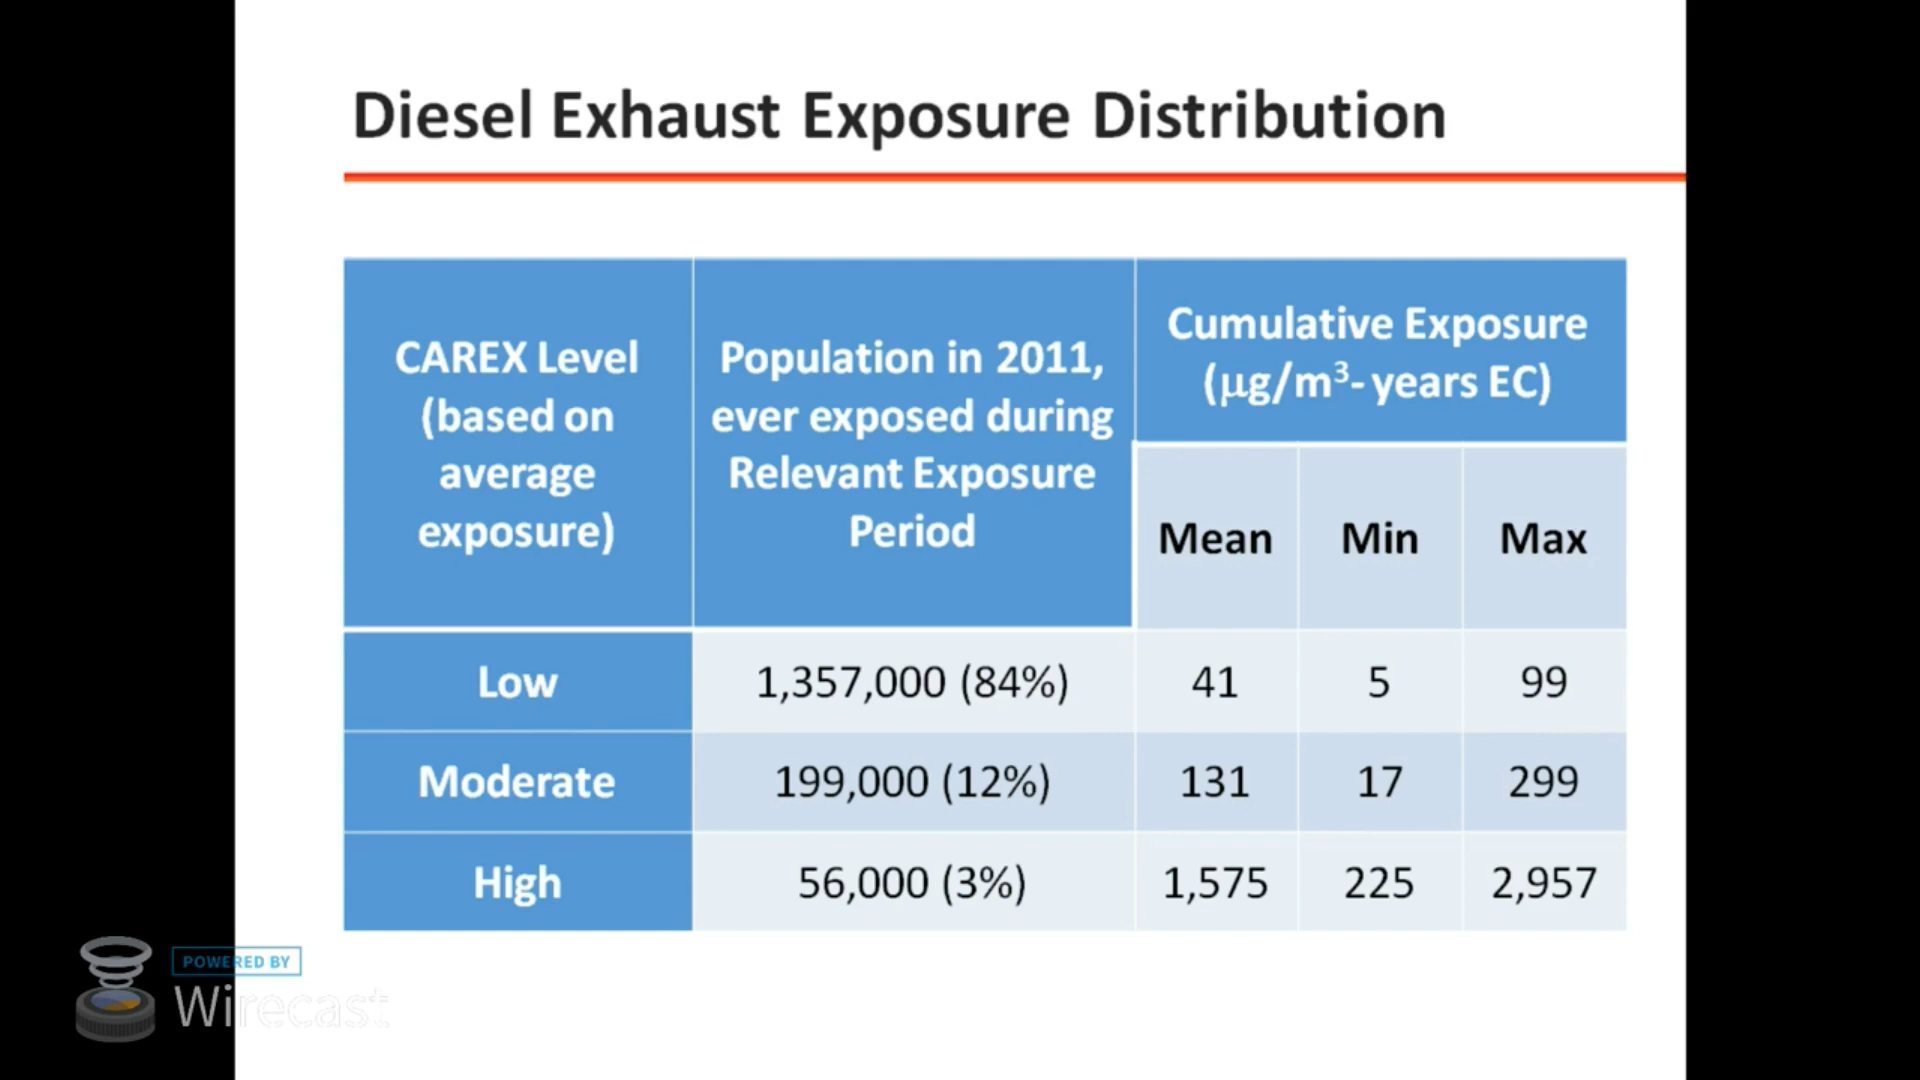 Diesel Exhaust Exposure Distribution
CAREX Level
(based on
average
exposure)
Population in 2011,
ever exposed during
Relevant Exposure
Period
Cumulative Exposure
(µg/m³- years EC)
Mean Min Max
Low 1,357,000 (84%) 41 5 99
Moderate 199,000 (12%) 131 17 299
High 56,000 (3%) 1,575 225 2,957
POWERED BY
Wirecast